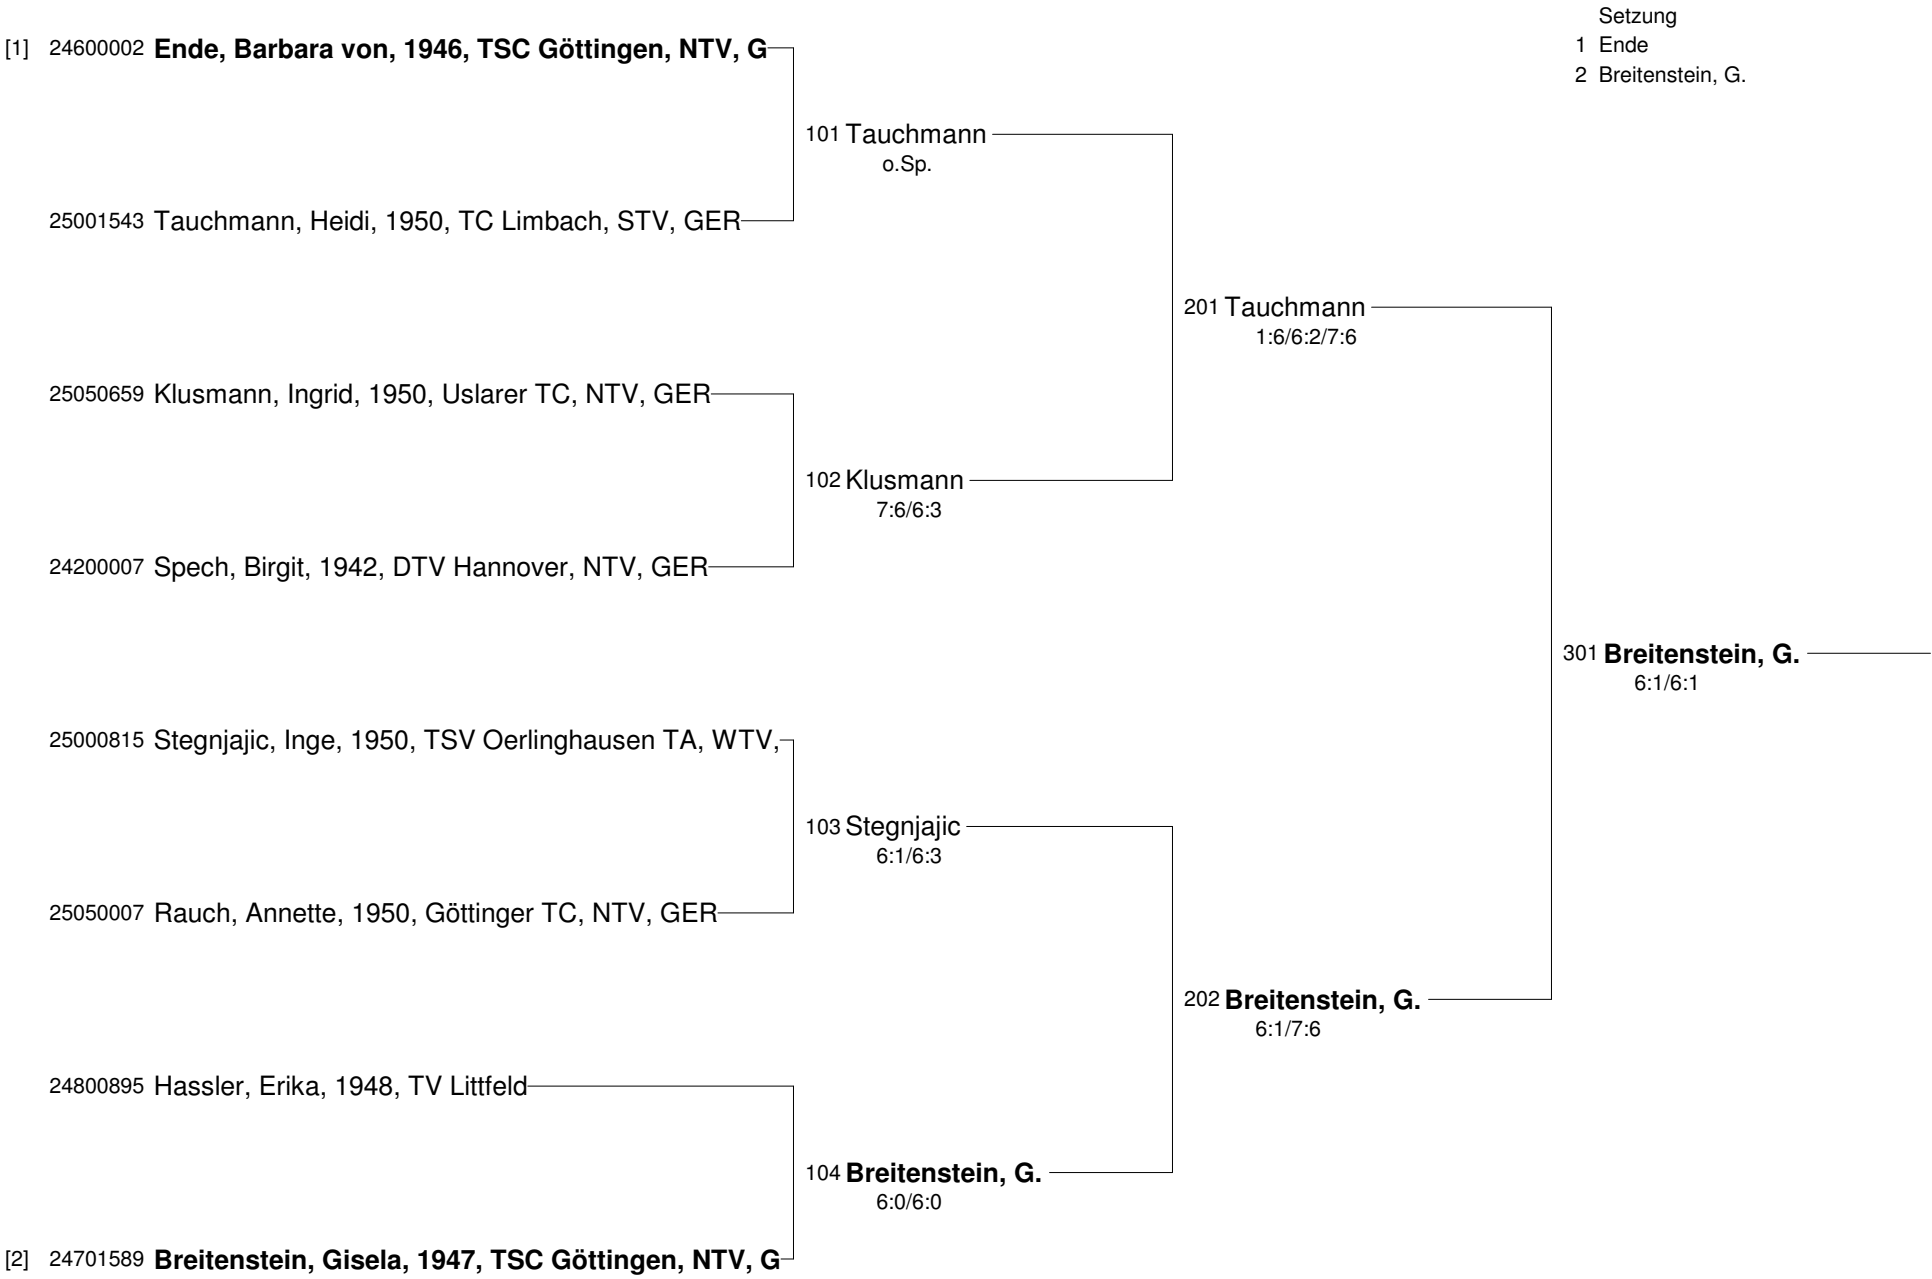 Setzung
1 Ende
2 Breitenstein, G.
[1] 24600002 Ende, Barbara von, 1946, TSC Göttingen, NTV, G
101 Tauchmann
o.Sp.
25001543 Tauchmann, Heidi, 1950, TC Limbach, STV, GER
201 Tauchmann
1:6/6:2/7:6
25050659 Klusmann, Ingrid, 1950, Uslarer TC, NTV, GER
102 Klusmann
7:6/6:3
24200007 Spech, Birgit, 1942, DTV Hannover, NTV, GER
301 Breitenstein, G.
6:1/6:1
25000815 Stegnjajic, Inge, 1950, TSV Oerlinghausen TA, WTV,
103 Stegnjajic
6:1/6:3
25050007 Rauch, Annette, 1950, Göttinger TC, NTV, GER
202 Breitenstein, G.
6:1/7:6
24800895 Hassler, Erika, 1948, TV Littfeld
104 Breitenstein, G.
6:0/6:0
[2] 24701589 Breitenstein, Gisela, 1947, TSC Göttingen, NTV, G